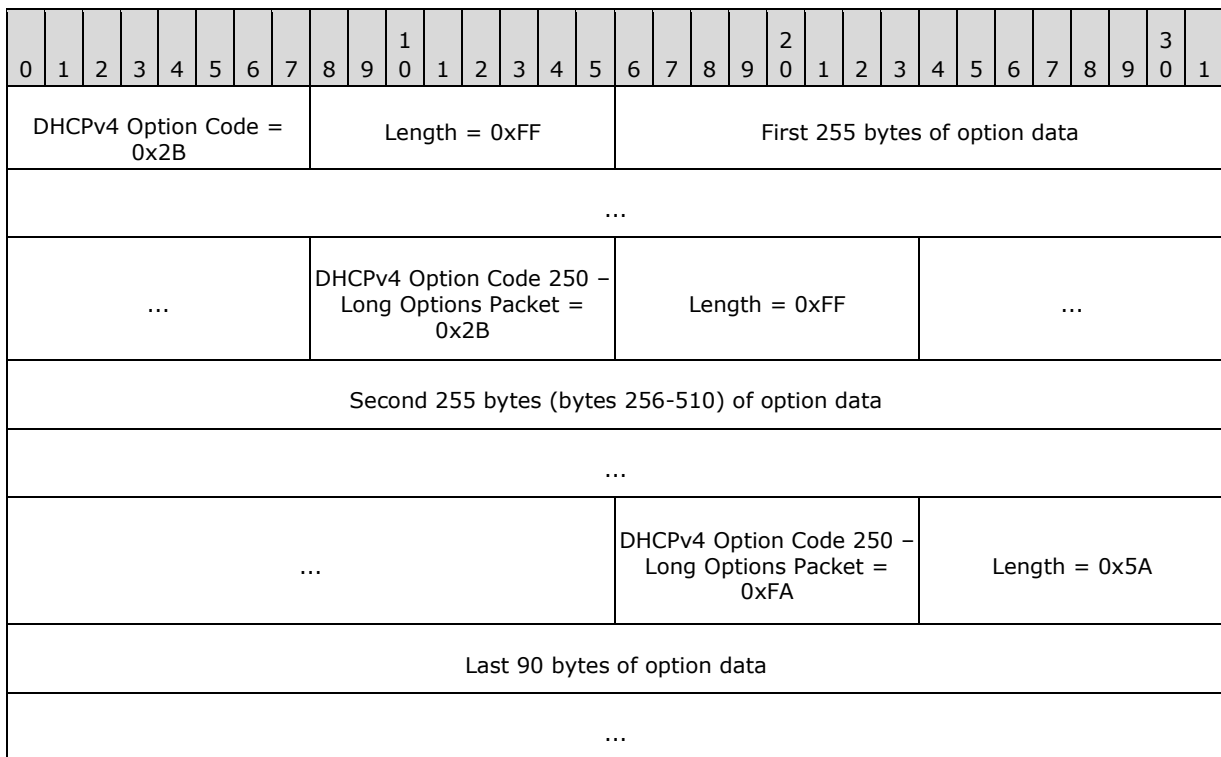 1 2 3
0 1 2 3 4 5 6 7 8 9 0 1 2 3 4 5 6 7 8 9 0 1 2 3 4 5 6 7 8 9 0 1
DHCPv4 Option Code =
0x2B
Length = 0xFF
First 255 bytes of option data
...
...
DHCPv4 Option Code 250 –
Long Options Packet =
0x2B
Length = 0xFF
...
Second 255 bytes (bytes 256-510) of option data
...
...
DHCPv4 Option Code 250 –
Long Options Packet =
0xFA
Length = 0x5A
Last 90 bytes of option data
...